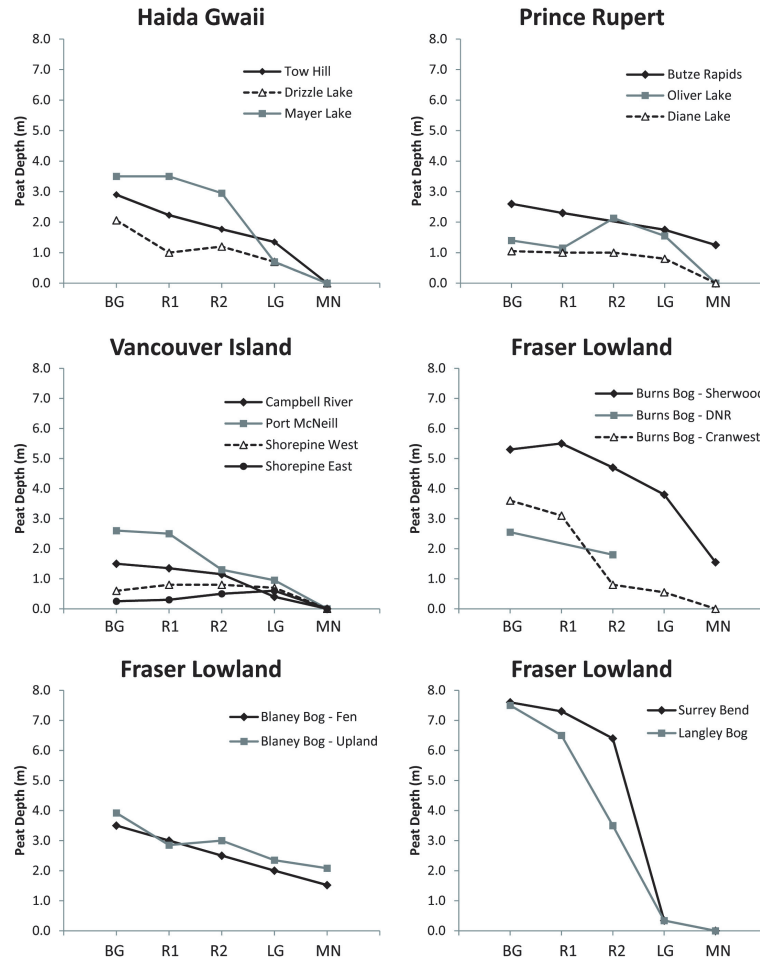 Haida Gwaii
Peat Depth (m)
8.0
7.0
6.0
5.0
4.0
3.0
2.0
1.0
0.0
Tow Hill
Drizzle Lake
Mayer Lake
BG R1 R2 LG MN
Prince Rupert
Peat Depth (m)
8.0
7.0
6.0
5.0
4.0
3.0
2.0
1.0
0.0
Butze Rapids
Oliver Lake
Diane Lake
BG R1 R2 LG MN
Vancouver Island
Peat Depth (m)
8.0
7.0
6.0
5.0
4.0
3.0
2.0
1.0
0.0
Campbell River
Port McNeill
Shorepine West
Shorepine East
BG R1 R2 LG MN
Fraser Lowland
Peat Depth (m)
8.0
7.0
6.0
5.0
4.0
3.0
2.0
1.0
0.0
Burns Bog - Sherwood
Burns Bog - DNR
Burns Bog - Cranwest
BG R1 R2 LG MN
Fraser Lowland
Peat Depth (m)
8.0
7.0
6.0
5.0
4.0
3.0
2.0
1.0
0.0
Blaney Bog - Fen
Blaney Bog - Upland
BG R1 R2 LG MN
Fraser Lowland
Peat Depth (m)
8.0
7.0
6.0
5.0
4.0
3.0
2.0
1.0
0.0
Surrey Bend
Langley Bog
BG R1 R2 LG MN